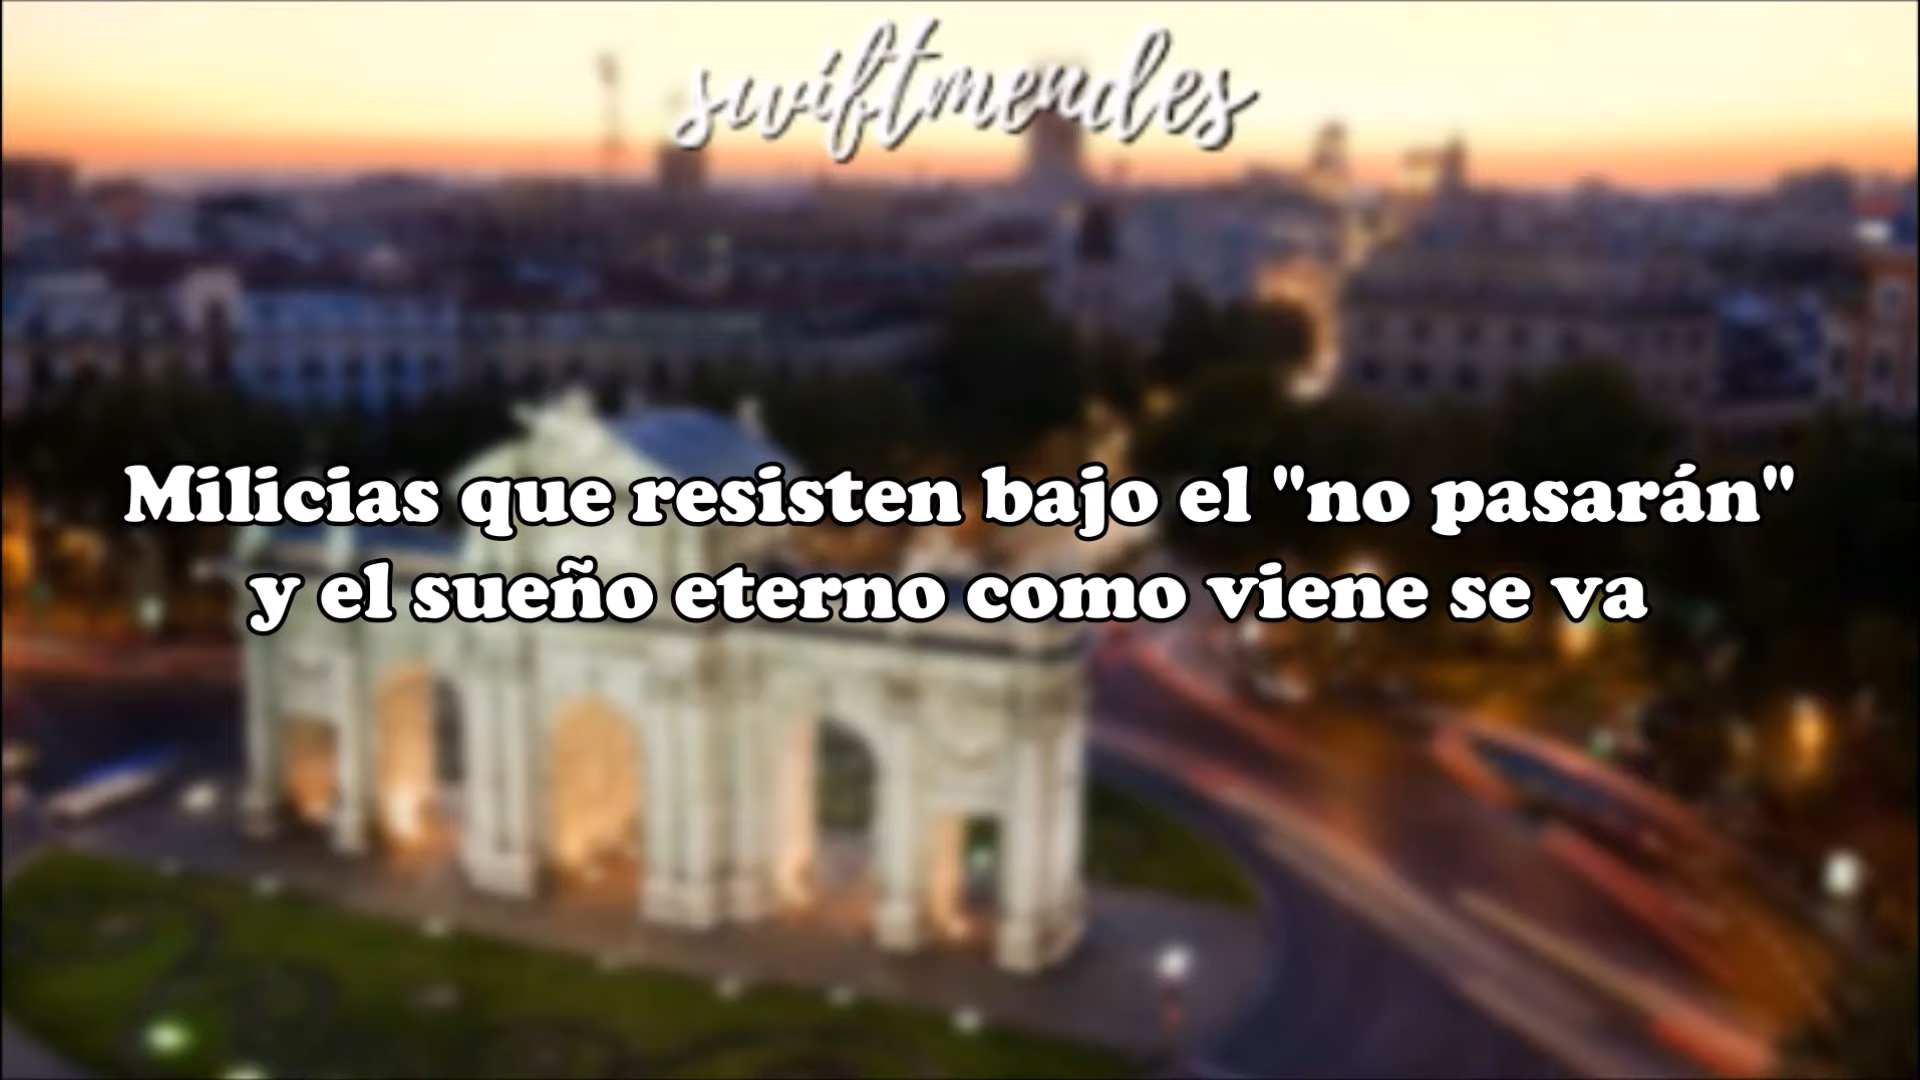 swiftmendes
Milicias que resisten bajo el "no pasarán"
y el sueño eterno como viene se va